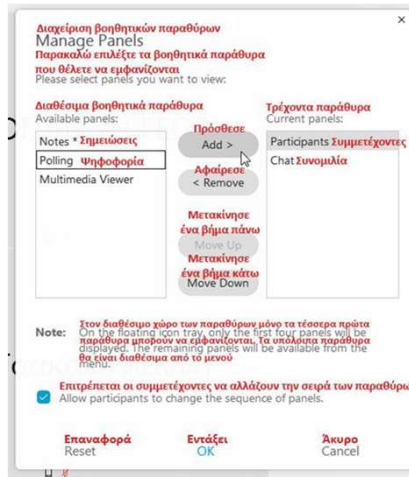 ×
Διαχείριση βοηθητικών παραθύρων
Manage Panels
Παρακαλώ επιλέξτε τα βοηθητικά παράθυρα
που θέλετε να εμφανίζονται
Please select panels you want to view:
Διαθέσιμα βοηθητικά παράθυρα
Available panels:
Notes * Σημειώσεις
Polling Ψηφοφορία
Multimedia Viewer
Πρόσθεσε
Add >
Αφαίρεσε
< Remove
Μετακίνησε
ένα βήμα πάνω
Move Up
Μετακίνησε
ένα βήμα κάτω
Move Down
Τρέχοντα παράθυρα
Current panels:
Participants Συμμετέχοντες
Chat Συνομιλία
Στον διαθέσιμο χώρο των παραθύρων μόνο τα τέσσερα πρώτα
Note: On the floating icon tray, only the first four panels will be
παράθυρα μπορούν να εμφανίζονται. Τα υπόλοιπα παράθυρα
displayed. The remaining panels will be available from the
θα είναι διαθέσιμα από το μενού
menu.
Επιτρέπεται οι συμμετέχοντες να αλλάζουν την σειρά των παραθύρω
Allow participants to change the sequence of panels.
Επαναφορά
Reset
Εντάξει
OK
Άκυρο
Cancel